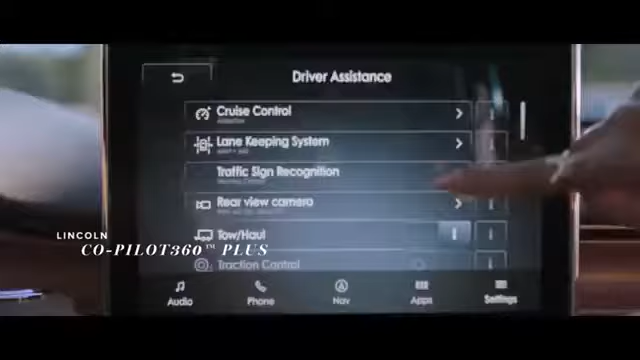 Driver Assistance
Cruise Control
Lane Keeping System
Traffic Sign Recognition
Rear view camera
Tow/Haul
Traction Control
LINCOLN
CO-PILOT360™ PLUS
Audio
Phone
Nav
Apps
Settings